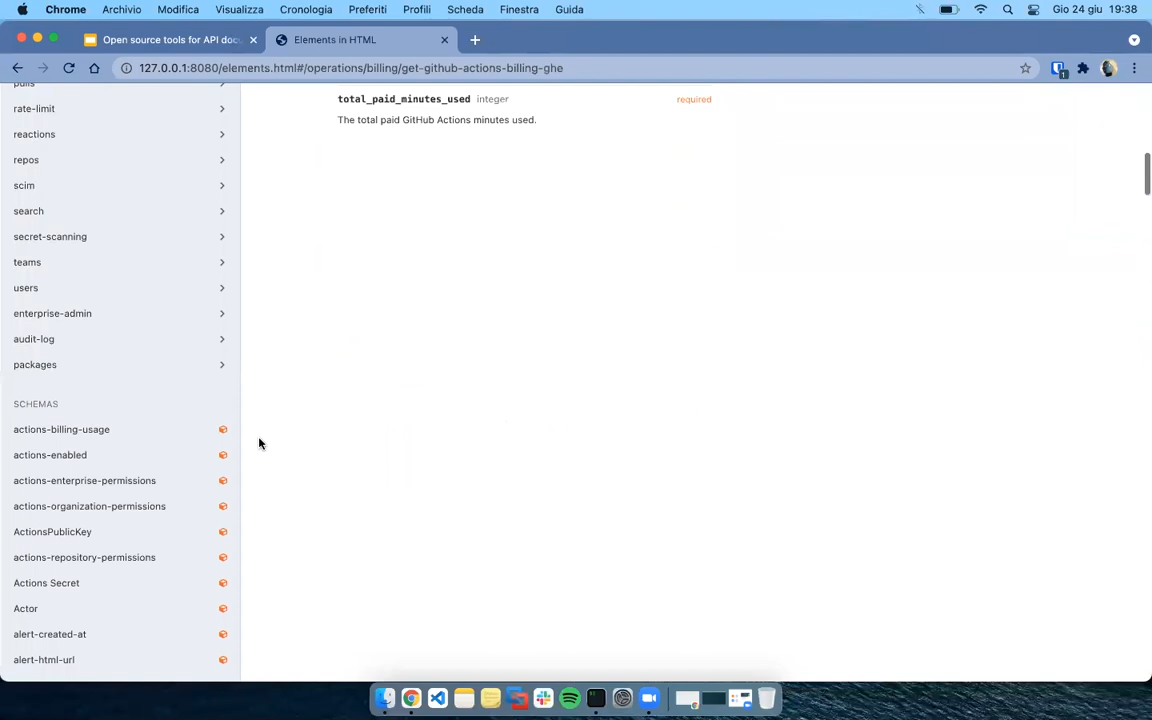 Chrome Archivio Modifica Visualizza Cronologia Preferiti Profili Scheda Finestra Guida Gio 24 giu 19:38
Open source tools for API doc
Elements in HTML
127.0.0.1:8080/elements.html#/operations/billing/get-github-actions-billing-ghe
1
pulls
rate-limit
reactions
repos
scim
search
secret-scanning
teams
users
enterprise-admin
audit-log
packages
SCHEMAS
actions-billing-usage
actions-enabled
actions-enterprise-permissions
actions-organization-permissions
ActionsPublicKey
actions-repository-permissions
Actions Secret
Actor
alert-created-at
alert-html-url
total_paid_minutes_used integer required
The total paid GitHub Actions minutes used.